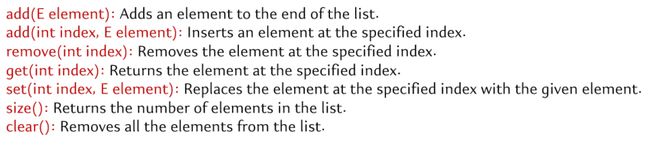 add(E element): Adds an element to the end of the list.
add(int index, E element): Inserts an element at the specified index.
remove(int index): Removes the element at the specified index.
get(int index): Returns the element at the specified index.
set(int index, E element): Replaces the element at the specified index with the given element.
size(): Returns the number of elements in the list.
clear(): Removes all the elements from the list.